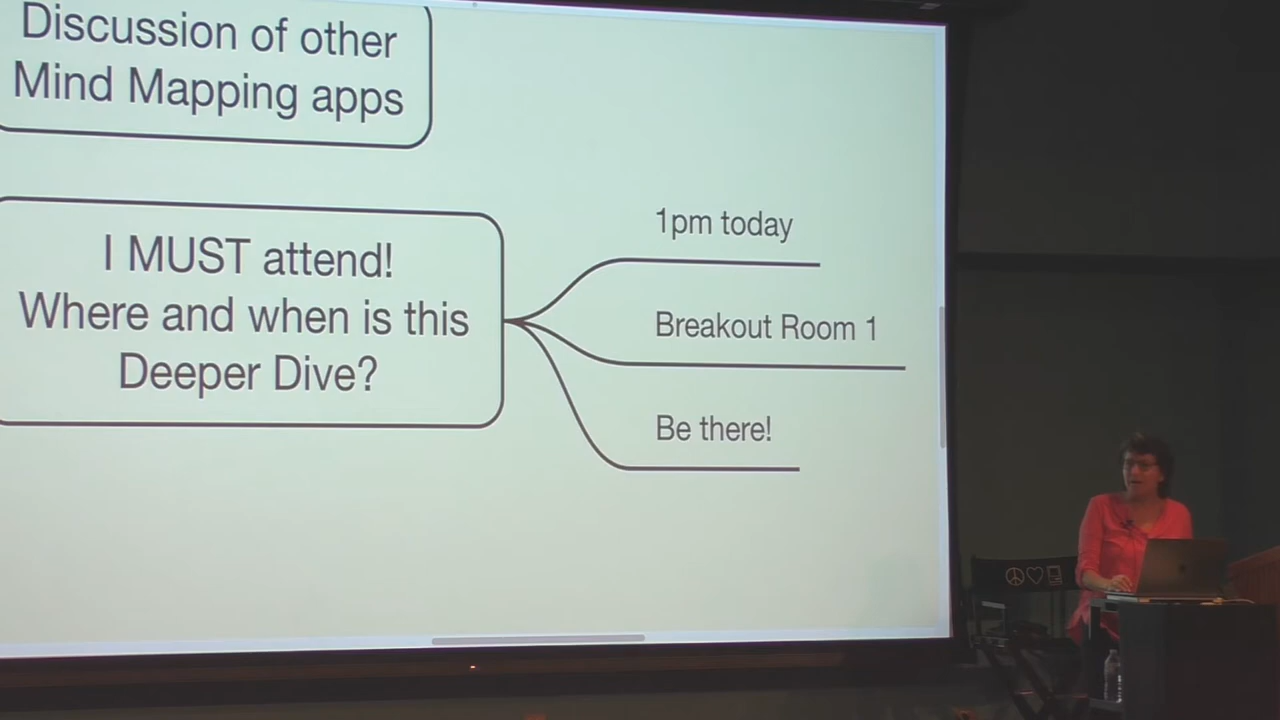 Discussion of other
Mind Mapping apps
I MUST attend!
Where and when is this
Deeper Dive?
1pm today
Breakout Room 1
Be there!